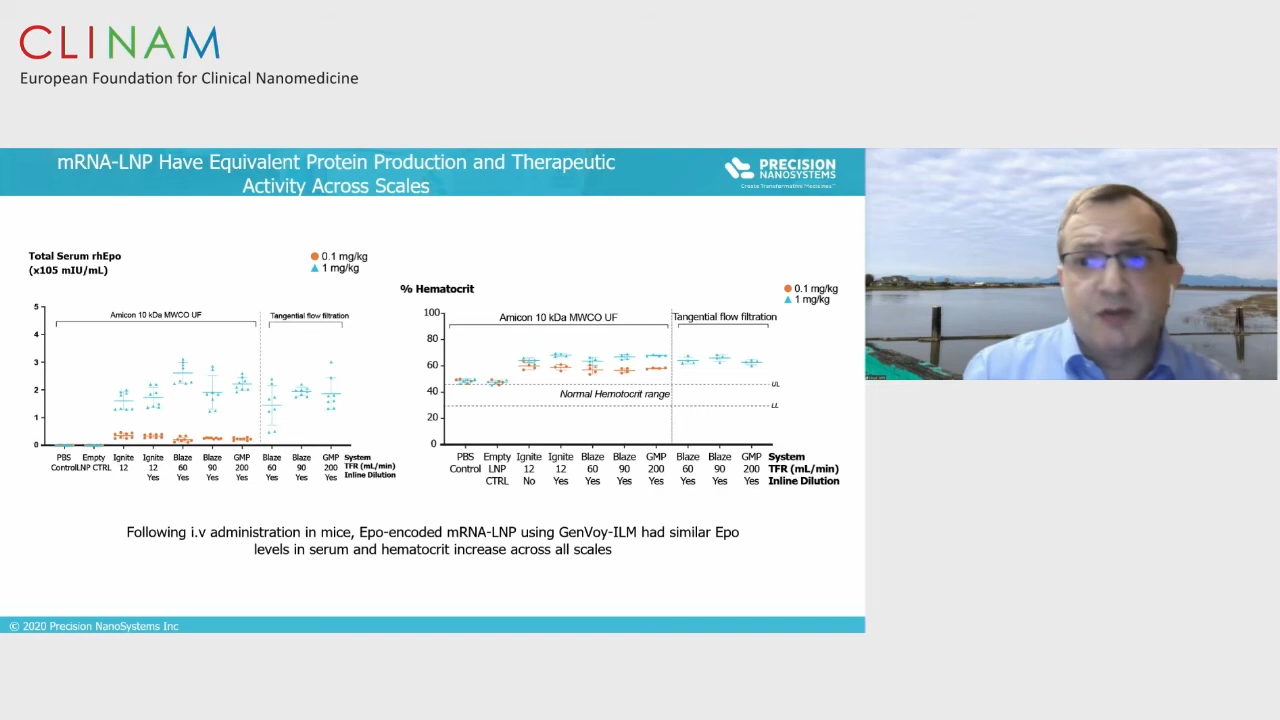 CLINAM
European Foundation for Clinical Nanomedicine
mRNA-LNP Have Equivalent Protein Production and Therapeutic
Activity Across Scales
PRECISION
NANOSYSTEMS
Create Transformative Medicines™
Total Serum rhEpo
(x105 mIU/mL)
0.1 mg/kg
1 mg/kg
Amicon 10 kDa MWCO UF
Tangential flow filtration
5
4
3
2
1
0
PBS Empty Ignite Ignite Blaze Blaze GMP Blaze Blaze GMP System
Control LNP CTRL 12 12 60 90 200 60 90 200 TFR (mL/min)
Yes Yes Yes Yes Yes Yes Yes Inline Dilution
% Hematocrit
0.1 mg/kg
1 mg/kg
Amicon 10 kDa MWCO UF
Tangential flow filtration
100
80
60
40
20
0
UL
Normal Hemotocrit range
LL
PBS Empty Ignite Ignite Blaze Blaze GMP Blaze Blaze GMP System
Control LNP 12 12 60 90 200 60 90 200 TFR (mL/min)
CTRL No Yes Yes Yes Yes Yes Yes Yes Inline Dilution
Following i.v administration in mice, Epo-encoded mRNA-LNP using GenVoy-ILM had similar Epo
levels in serum and hematocrit increase across all scales
© 2020 Precision NanoSystems Inc